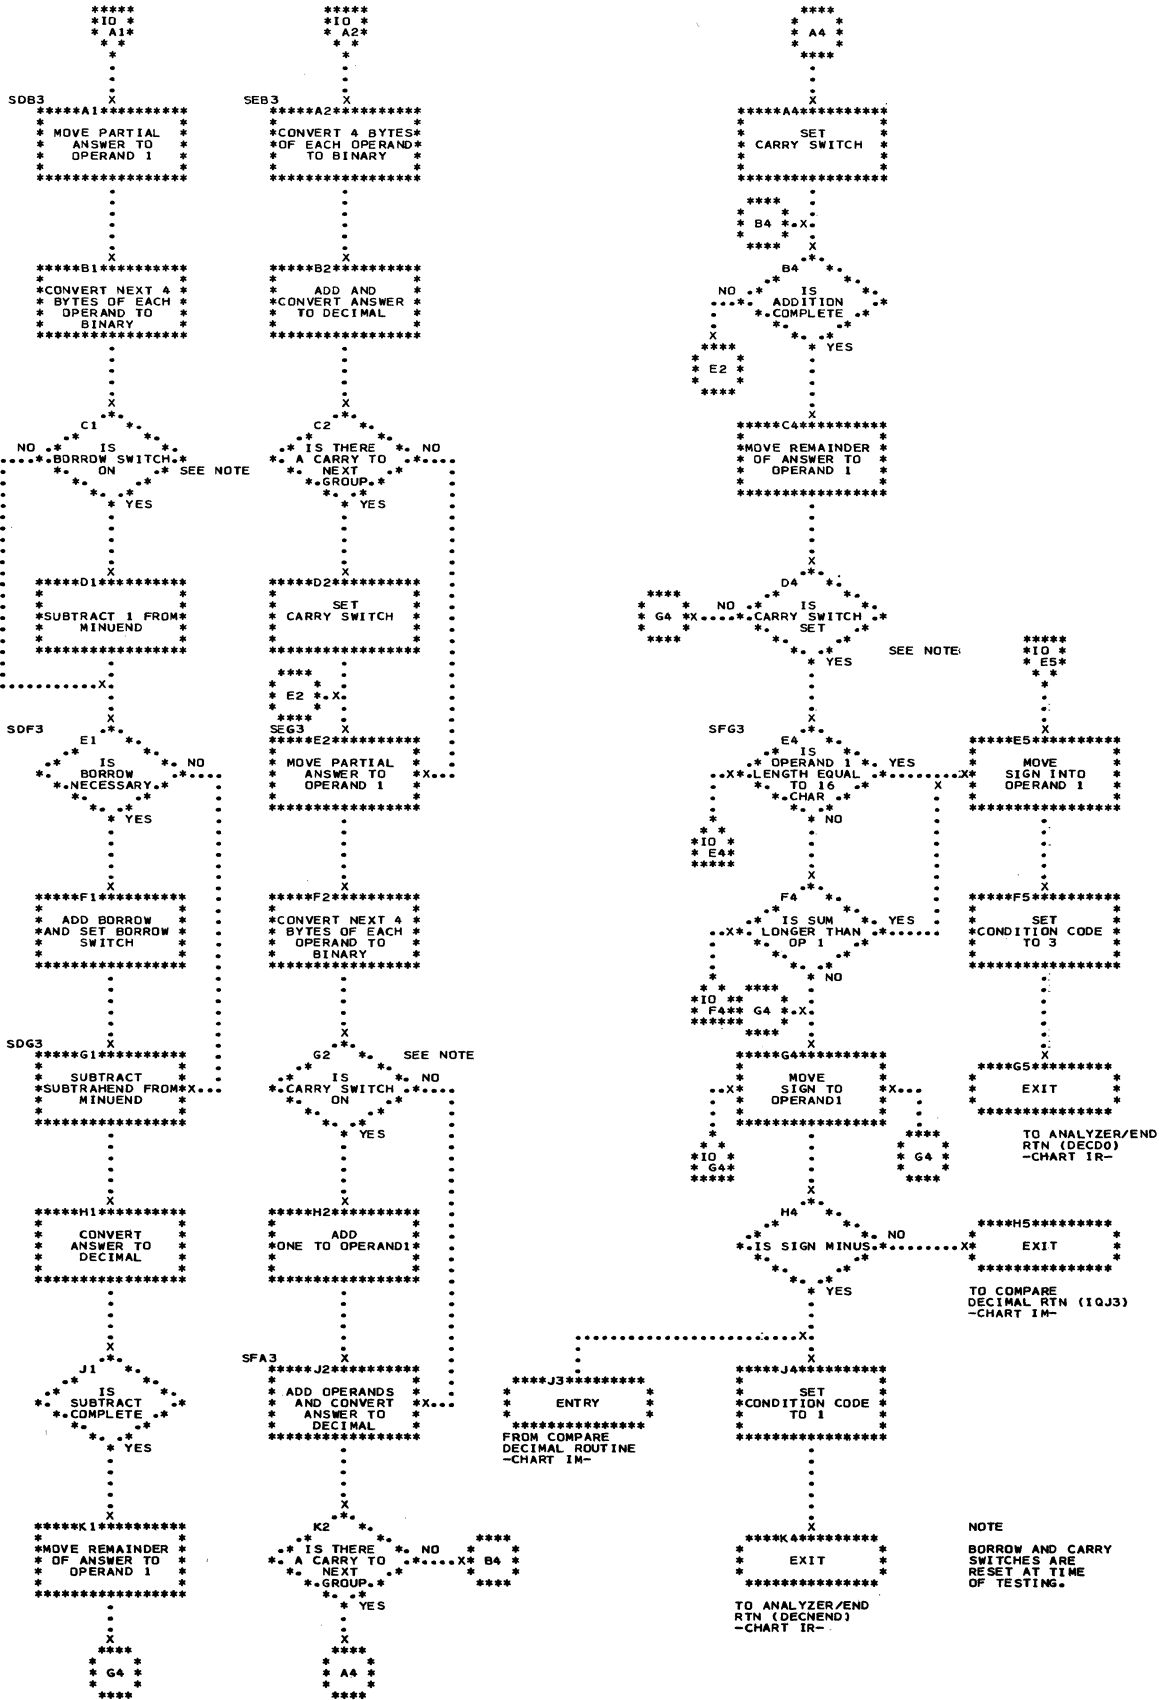 IO
A1
SDB3
A1
MOVE PARTIAL
ANSWER TO
OPERAND 1
B1
CONVERT NEXT 4
BYTES OF EACH
OPERAND TO
BINARY
C1
NO
IS
BORROW SWITCH
ON
SEE NOTE
YES
D1
SUBTRACT 1 FROM
MINUEND
SDF3
E1
IS
BORROW
NECESSARY
NO
YES
F1
ADD BORROW
AND SET BORROW
SWITCH
SDG3
G1
SUBTRACT
SUBTRAHEND FROM
MINUEND
H1
CONVERT
ANSWER TO
DECIMAL
J1
IS
SUBTRACT
COMPLETE
YES
K1
MOVE REMAINDER
OF ANSWER TO
OPERAND 1
G4
IO
A2
SEB3
A2
CONVERT 4 BYTES
OF EACH OPERAND
TO BINARY
B2
ADD AND
CONVERT ANSWER
TO DECIMAL
C2
IS THERE
A CARRY TO
NEXT
GROUP
NO
YES
D2
SET
CARRY SWITCH
E2
SEG3
E2
MOVE PARTIAL
ANSWER TO
OPERAND 1
F2
CONVERT NEXT 4
BYTES OF EACH
OPERAND TO
BINARY
G2
SEE NOTE
IS
CARRY SWITCH
ON
NO
YES
H2
ADD
ONE TO OPERAND1
SFA3
J2
ADD OPERANDS
AND CONVERT
ANSWER TO
DECIMAL
K2
IS THERE
A CARRY TO
NEXT
GROUP
NO
B4
YES
A4
J3
ENTRY
FROM COMPARE
DECIMAL ROUTINE
-CHART IM-
A4
A4
SET
CARRY SWITCH
B4
B4
NO
IS
ADDITION
COMPLETE
YES
E2
C4
MOVE REMAINDER
OF ANSWER TO
OPERAND 1
D4
G4
NO
IS
CARRY SWITCH
SET
SEE NOTE
YES
SFG3
E4
IS
OPERAND 1
LENGTH EQUAL
TO 16
CHAR
YES
NO
IO
E4
F4
IS SUM
LONGER THAN
OP 1
YES
NO
IO
F4
G4
G4
MOVE
SIGN TO
OPERAND1
IO
G4
G4
H4
IS SIGN MINUS
NO
YES
J4
SET
CONDITION CODE
TO 1
K4
EXIT
TO ANALYZER/END
RTN (DECNEND)
-CHART IR-
IO
E5
E5
MOVE
SIGN INTO
OPERAND 1
F5
SET
CONDITION CODE
TO 3
G5
EXIT
TO ANALYZER/END
RTN (DECDO)
-CHART IR-
H5
EXIT
TO COMPARE
DECIMAL RTN (IQJ3)
-CHART IM-
NOTE
BORROW AND CARRY
SWITCHES ARE
RESET AT TIME
OF TESTING.